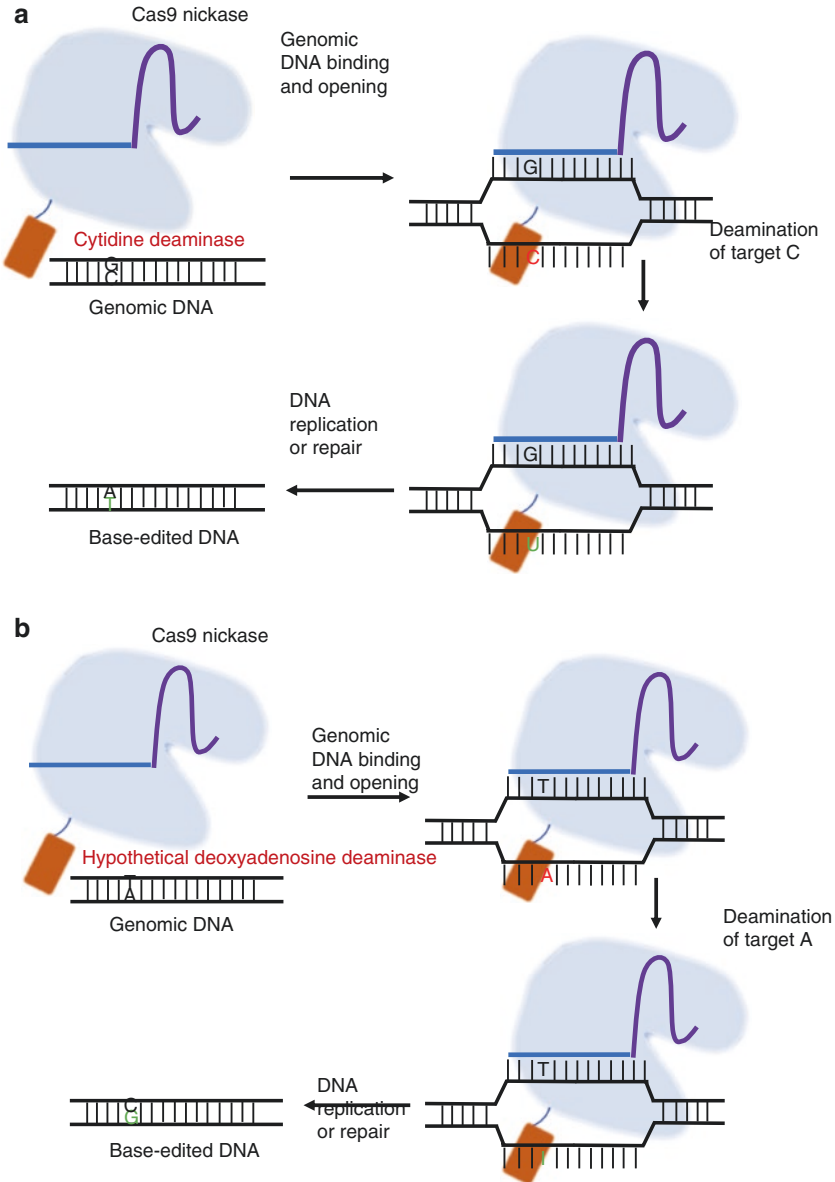 a
Cas9 nickase
Genomic
DNA binding
and opening
G
Cytidine deaminase
G
C
Genomic DNA
C
Deamination
of target C
DNA
replication
or repair
G
A
T
Base-edited DNA
U
b
Cas9 nickase
Genomic
DNA binding
and opening
T
Hypothetical deoxyadenosine deaminase
T
A
Genomic DNA
A
Deamination
of target A
T
DNA
replication
or repair
C
G
Base-edited DNA
I